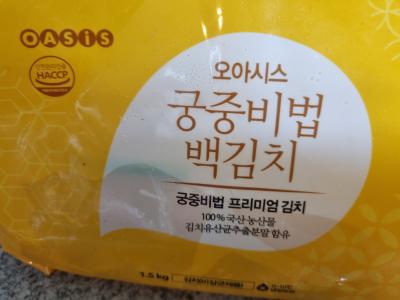 OASIS
HACCP
오아시스
궁중비법
백김치
궁중비법 프리미엄 김치
100% 국산 농산물
김치유산균추출분말 함유
1.5 kg